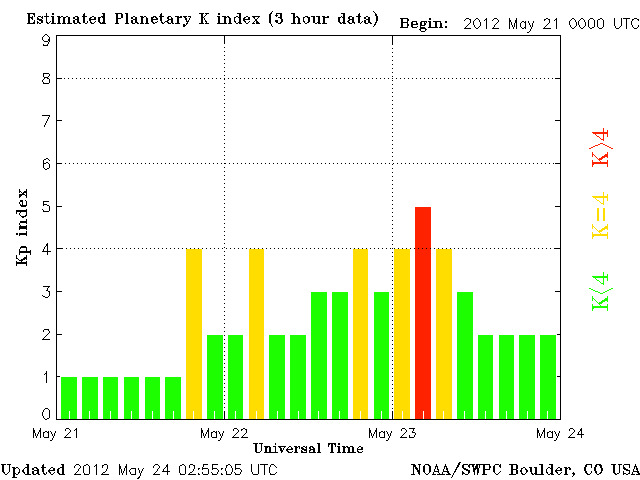 Estimated Planetary K index (3 hour data) Begin: 2012 May 21 0000 UTC
9
8
7
6
5
4
3
2
1
0
Kp index
K>4
K=4
K<4
May 21 May 22 May 23 May 24
Universal Time
Updated 2012 May 24 02:55:05 UTC NOAA/SWPC Boulder, CO USA